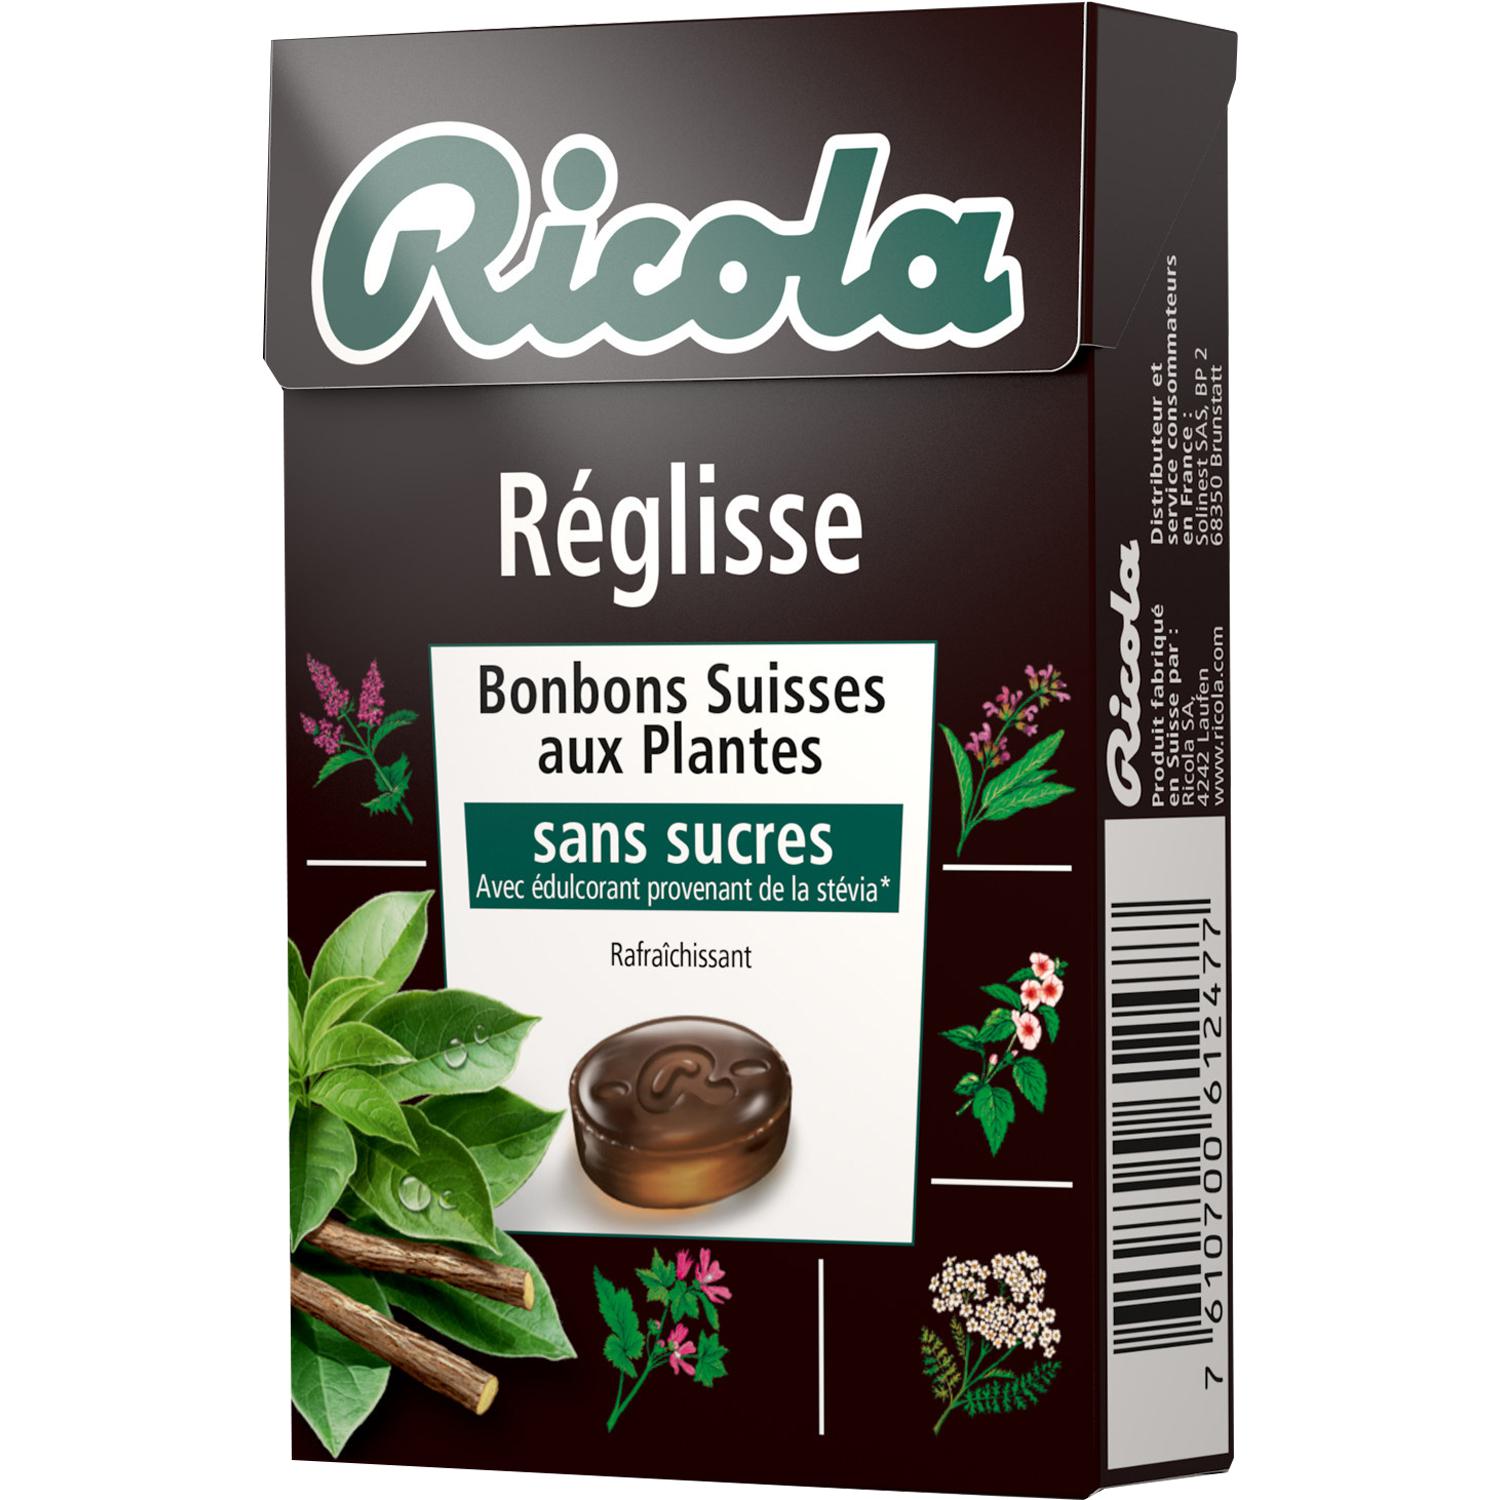 Ricola
Réglisse
Bonbons Suisses
aux Plantes
sans sucres
Avec édulcorant provenant de la stévia*
Rafraîchissant
Ricola
Produit fabriqué
en Suisse par :
Ricola SA,
4242 Laufen
www.ricola.com
Distributeur et
service consommateurs
en France :
Solinest SAS, BP 2
68350 Brunstatt
7 610700 612477